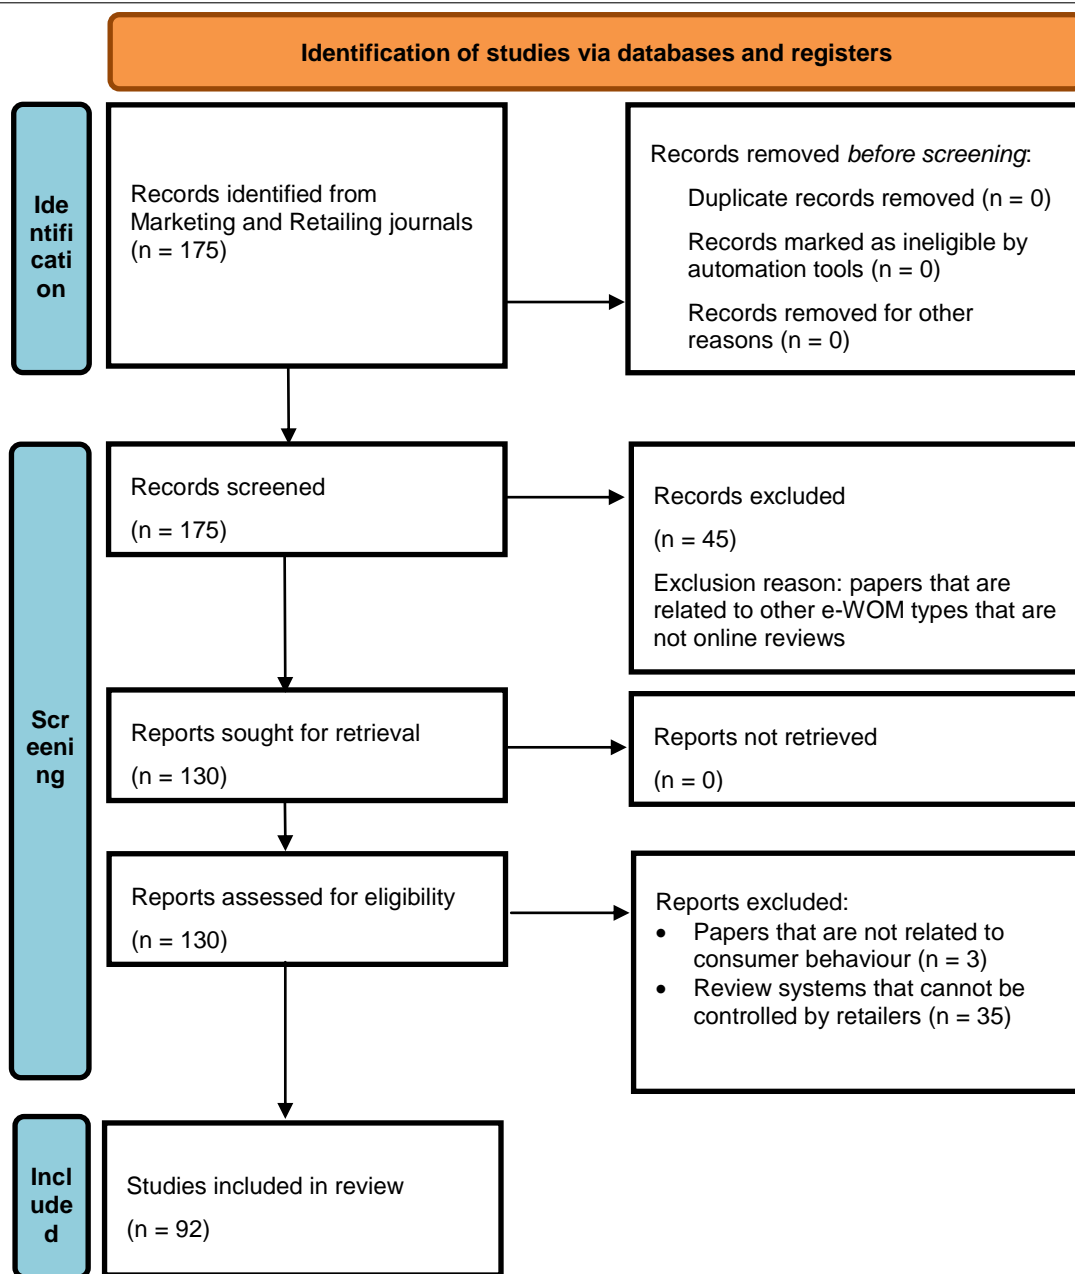 Identification of studies via databases and registers
Ide
ntifi
cati
on
Records identified from
Marketing and Retailing journals
(n = 175)
Records removed before screening:
Duplicate records removed (n = 0)
Records marked as ineligible by
automation tools (n = 0)
Records removed for other
reasons (n = 0)
Scr
eeni
ng
Records screened
(n = 175)
Records excluded
(n = 45)
Exclusion reason: papers that are
related to other e-WOM types that are
not online reviews
Reports sought for retrieval
(n = 130)
Reports not retrieved
(n = 0)
Reports assessed for eligibility
(n = 130)
Reports excluded:
• Papers that are not related to
consumer behaviour (n = 3)
• Review systems that cannot be
controlled by retailers (n = 35)
Incl
ude
d
Studies included in review
(n = 92)